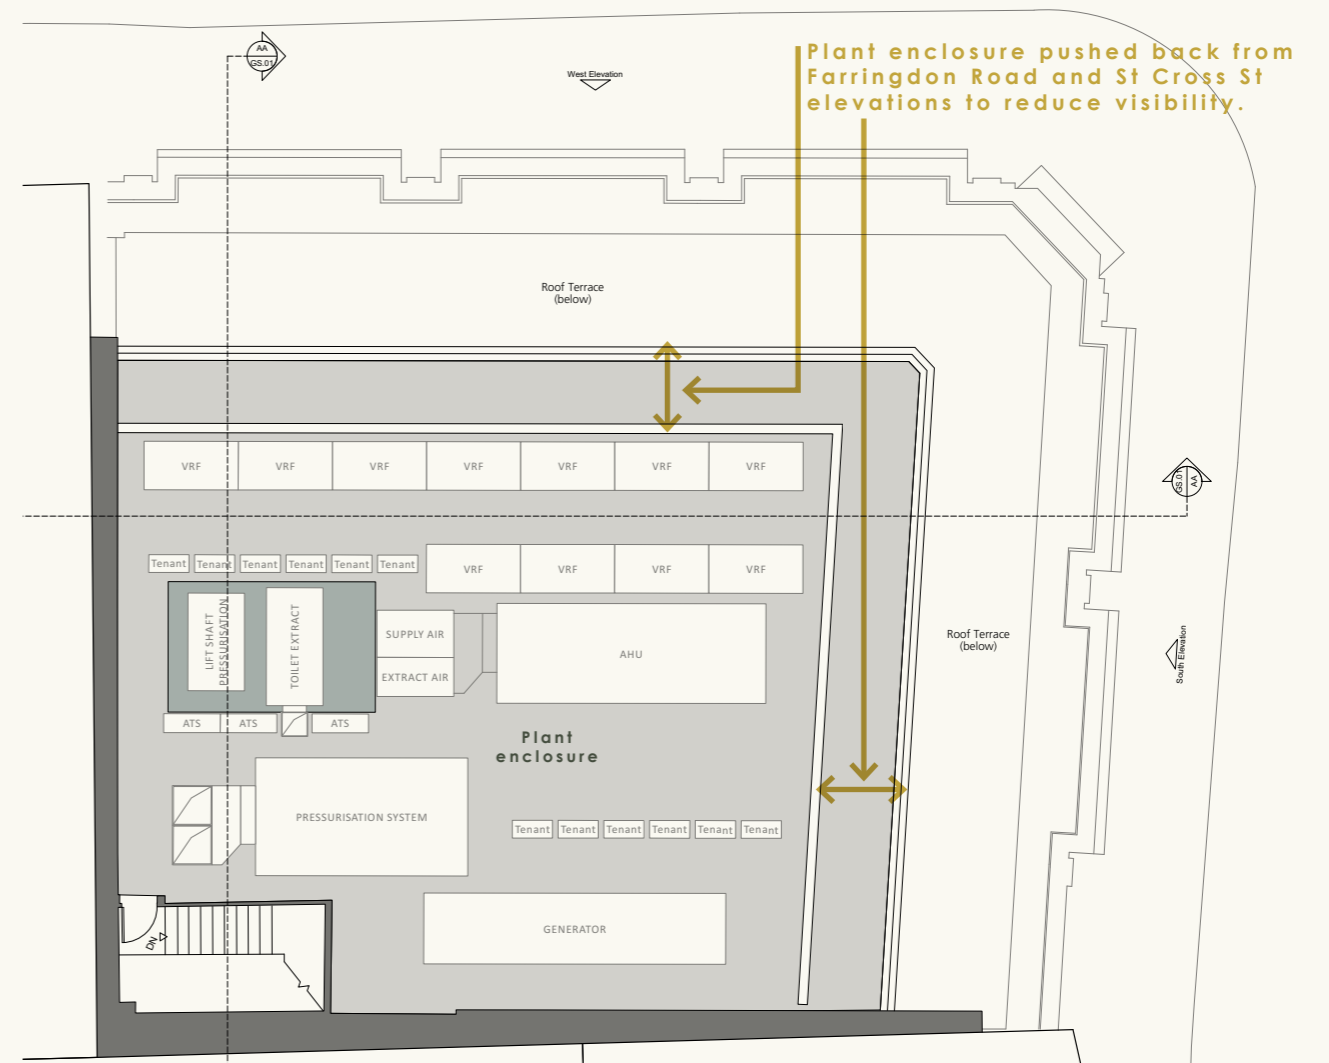 AA
GS.01
West Elevation
Plant enclosure pushed back from
Farringdon Road and St Cross St
elevations to reduce visibility.
Roof Terrace
(below)
VRF VRF VRF VRF VRF VRF VRF
GS.01
AA
Tenant Tenant Tenant Tenant Tenant Tenant
VRF VRF VRF VRF
LIFT SHAFT
PRESSURISATION
TOILET EXTRACT
SUPPLY AIR
EXTRACT AIR
AHU
Roof Terrace
(below)
South Elevation
ATS ATS ATS
Plant
enclosure
PRESSURISATION SYSTEM
Tenant Tenant Tenant Tenant Tenant Tenant
GENERATOR
DN